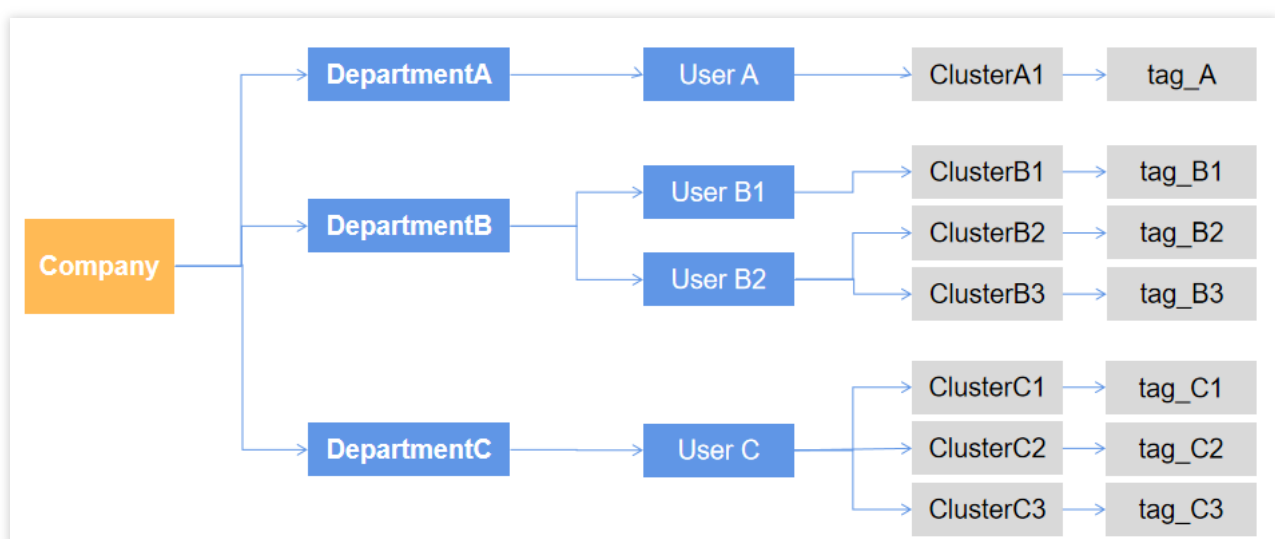 Company
DepartmentA
User A
ClusterA1
tag_A
DepartmentB
User B1
ClusterB1
tag_B1
User B2
ClusterB2
tag_B2
ClusterB3
tag_B3
DepartmentC
User C
ClusterC1
tag_C1
ClusterC2
tag_C2
ClusterC3
tag_C3